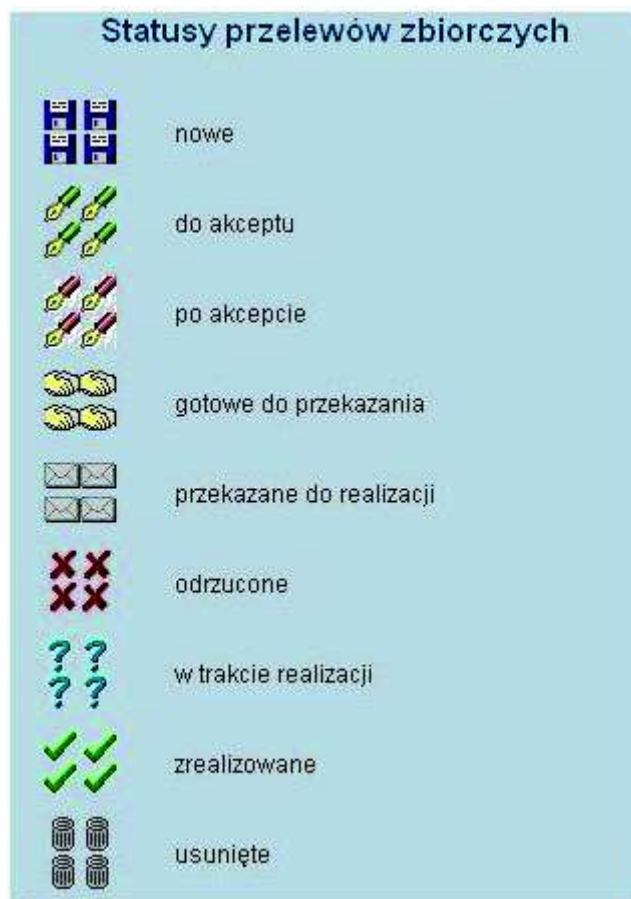 Statusy przelewów zbiorczych
nowe
do akceptu
po akcepcie
gotowe do przekazania
przekazane do realizacji
odrzucone
w trakcie realizacji
zrealizowane
usunięte